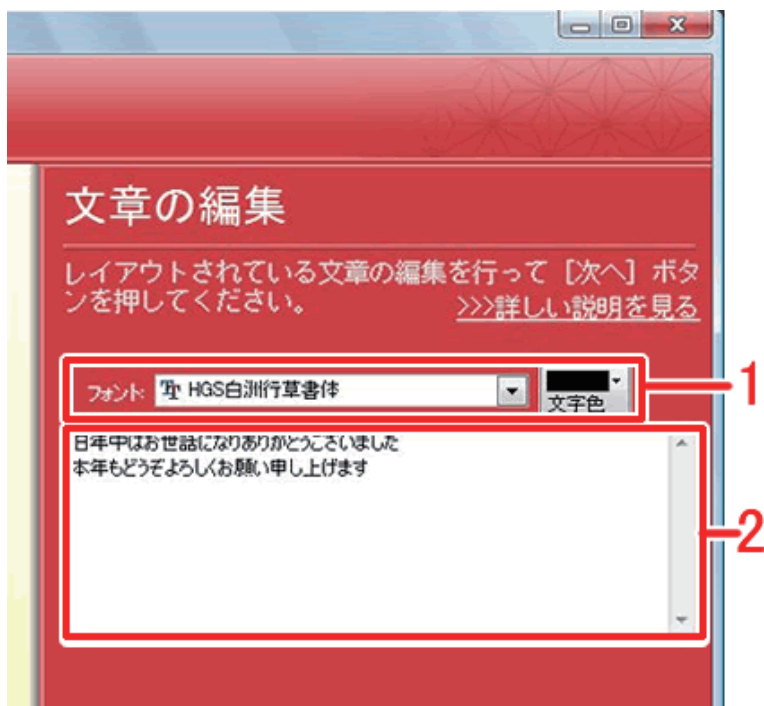 文章の編集
レイアウトされている文章の編集を行って［次へ］ボタ
ンを押してください。 >>>詳しい説明を見る
フォント: HGS白洲行草書体 文字色
1
年中はお世話になりありがとうございました
本年もどうぞよろしくお願い申し上げます
2